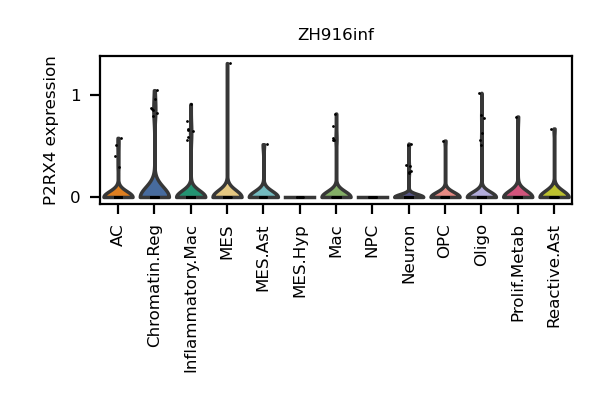 ZH916inf
P2RX4 expression
1
0
AC
Chromatin.Reg
Inflammatory.Mac
MES
MES.Ast
MES.Hyp
Mac
NPC
Neuron
OPC
Oligo
Prolif.Metab
Reactive.Ast